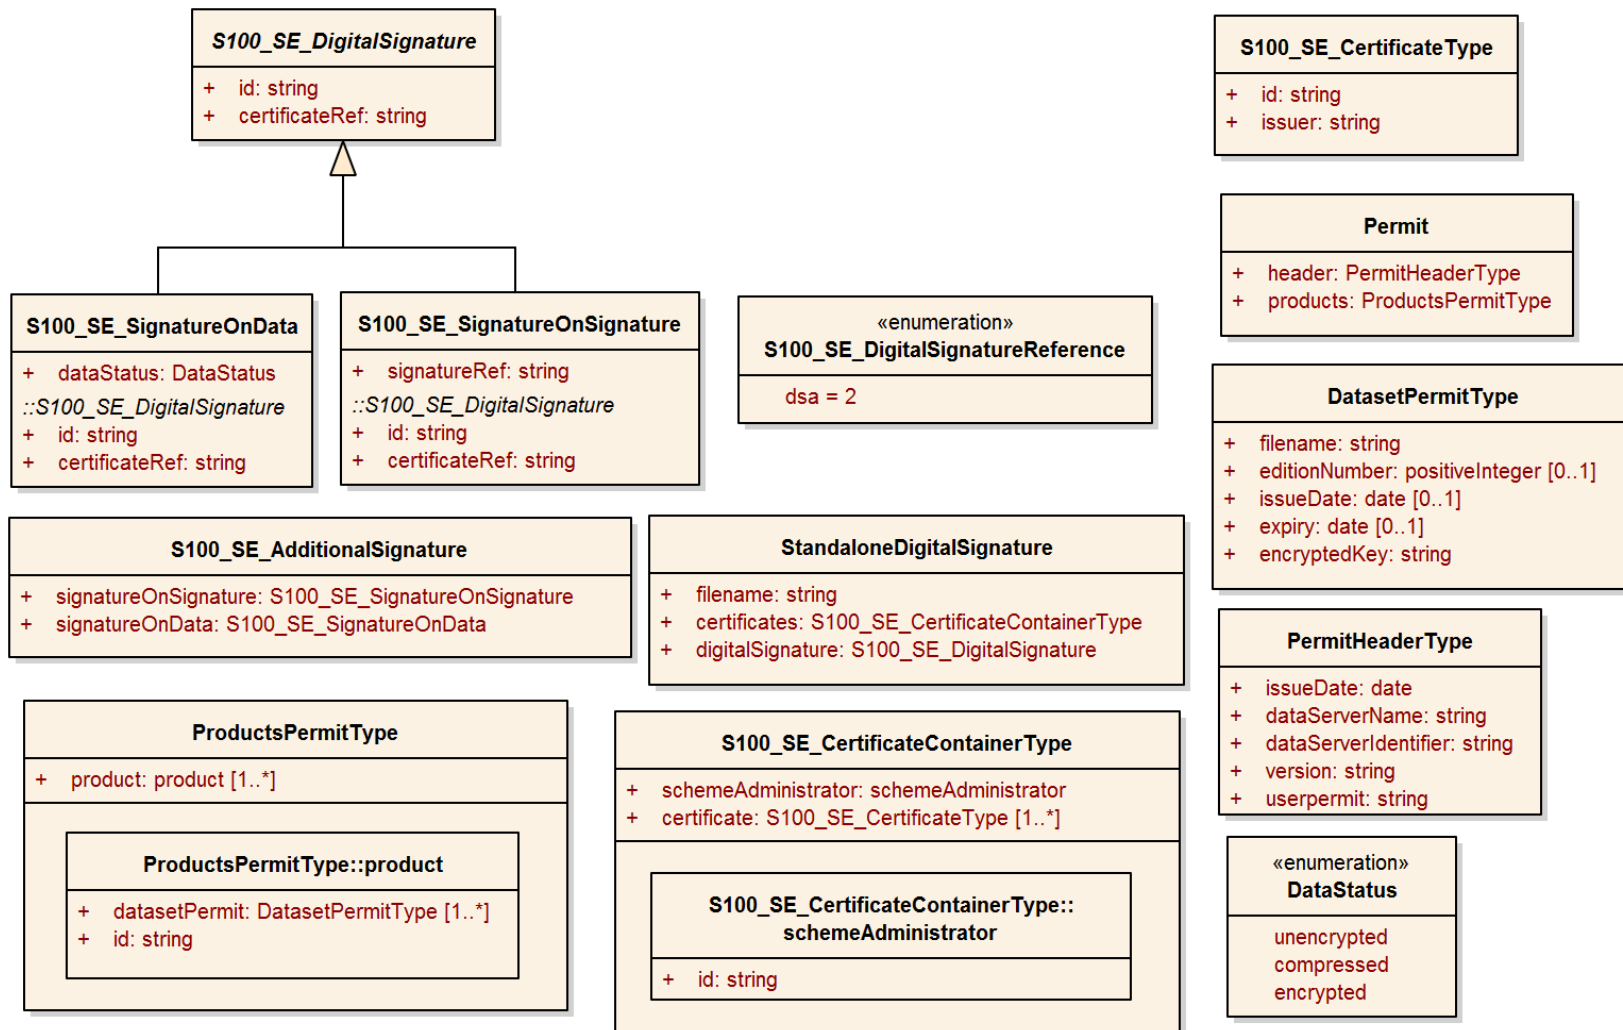 S100_SE_DigitalSignature
+ id: string
+ certificateRef: string
S100_SE_CertificateType
+ id: string
+ issuer: string
Permit
+ header: PermitHeaderType
+ products: ProductsPermitType
S100_SE_SignatureOnData
+ dataStatus: DataStatus
::S100_SE_DigitalSignature
+ id: string
+ certificateRef: string
S100_SE_SignatureOnSignature
+ signatureRef: string
::S100_SE_DigitalSignature
+ id: string
+ certificateRef: string
«enumeration»
S100_SE_DigitalSignatureReference
dsa = 2
DatasetPermitType
+ filename: string
+ editionNumber: positiveInteger [0..1]
+ issueDate: date [0..1]
+ expiry: date [0..1]
+ encryptedKey: string
S100_SE_AdditionalSignature
+ signatureOnSignature: S100_SE_SignatureOnSignature
+ signatureOnData: S100_SE_SignatureOnData
StandaloneDigitalSignature
+ filename: string
+ certificates: S100_SE_CertificateContainerType
+ digitalSignature: S100_SE_DigitalSignature
PermitHeaderType
+ issueDate: date
+ dataServerName: string
+ dataServerIdentifier: string
+ version: string
+ userpermit: string
ProductsPermitType
+ product: product [1..*]
ProductsPermitType::product
+ datasetPermit: DatasetPermitType [1..*]
+ id: string
S100_SE_CertificateContainerType
+ schemeAdministrator: schemeAdministrator
+ certificate: S100_SE_CertificateType [1..*]
S100_SE_CertificateContainerType::
schemeAdministrator
+ id: string
«enumeration»
DataStatus
unencrypted
compressed
encrypted